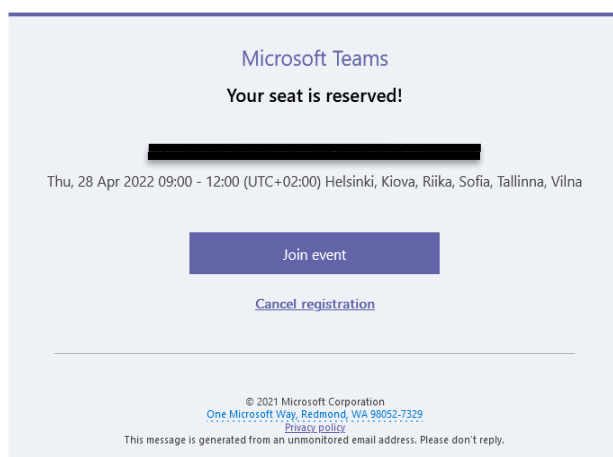 Microsoft Teams
Your seat is reserved!
Thu, 28 Apr 2022 09:00 - 12:00 (UTC+02:00) Helsinki, Kiova, Riika, Sofia, Tallinna, Vilna
Join event
Cancel registration
© 2021 Microsoft Corporation
One Microsoft Way, Redmond, WA 98052-7329
Privacy policy
This message is generated from an unmonitored email address. Please don't reply.